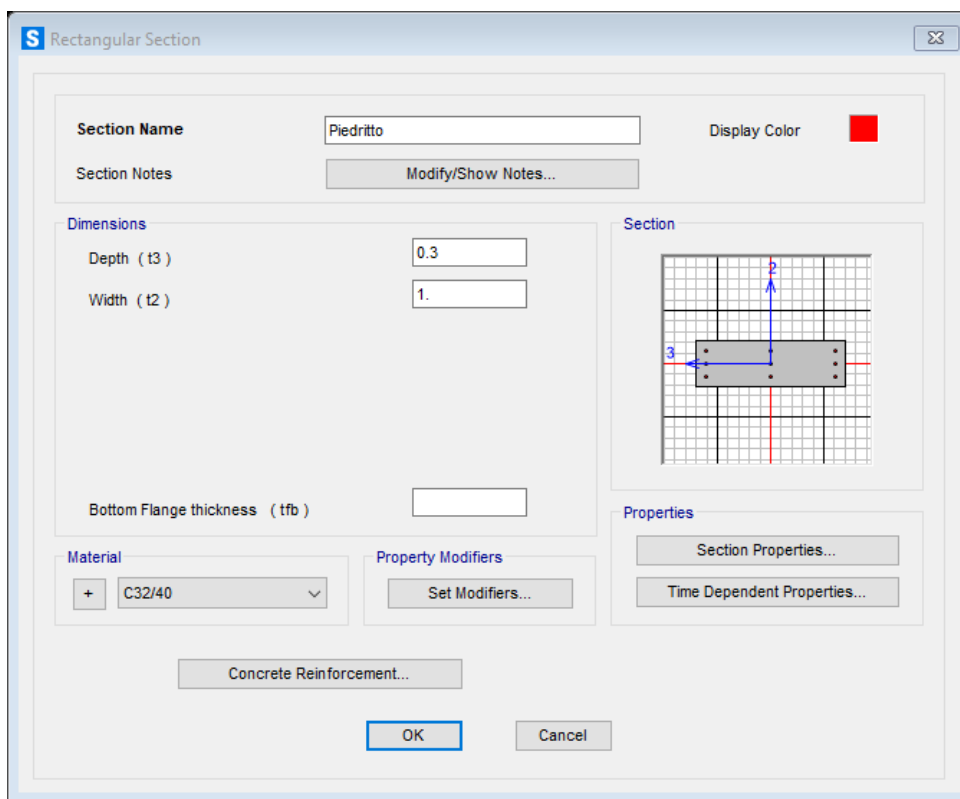 S Rectangular Section
Section Name Piedritto Display Color
Section Notes Modify/Show Notes...
Dimensions
Depth ( t3 ) 0.3
Width ( t2 ) 1.
Bottom Flange thickness ( tfb )
Section
2
3
Properties
Section Properties...
Time Dependent Properties...
Material
+ C32/40
Property Modifiers
Set Modifiers...
Concrete Reinforcement...
OK Cancel